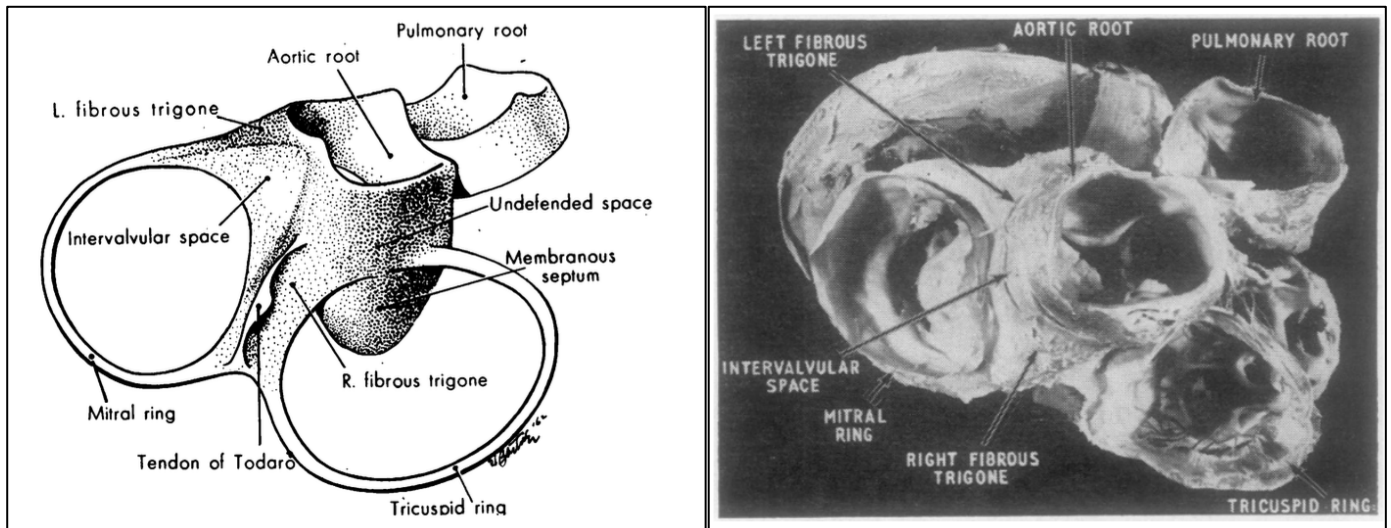 Pulmonary root
Aortic root
L. fibrous trigone
Undefended space
Intervalvular space
Membranous
septum
R. fibrous trigone
Mitral ring
Tendon of Todaro
Tricuspid ring
LEFT FIBROUS
TRIGONE
AORTIC ROOT
PULMONARY ROOT
INTERVALVULAR
SPACE
MITRAL
RING
RIGHT FIBROUS
TRIGONE
TRICUSPID RING